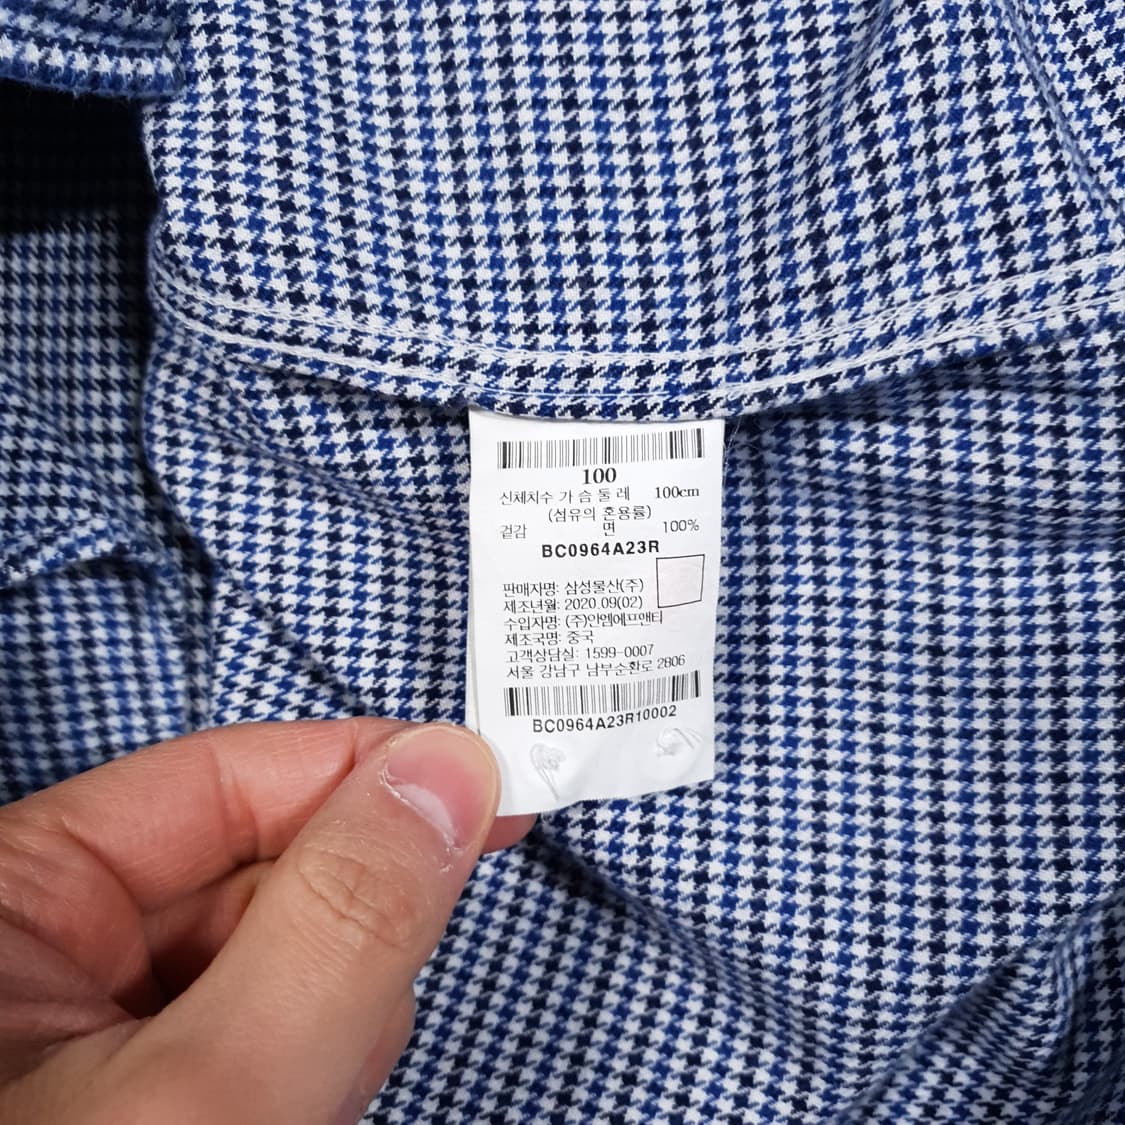 100
신체치수 가 슴 둘 레 100cm
(섬유의 혼용률)
겉감 면 100%
BC0964A23R
판매자명: 삼성물산(주)
제조년월: 2020.09(02)
수입자명: (주)안엠에프앤티
제조국명: 중국
고객상담실: 1599-0007
서울 강남구 남부순환로 2806
BC0964A23R10002